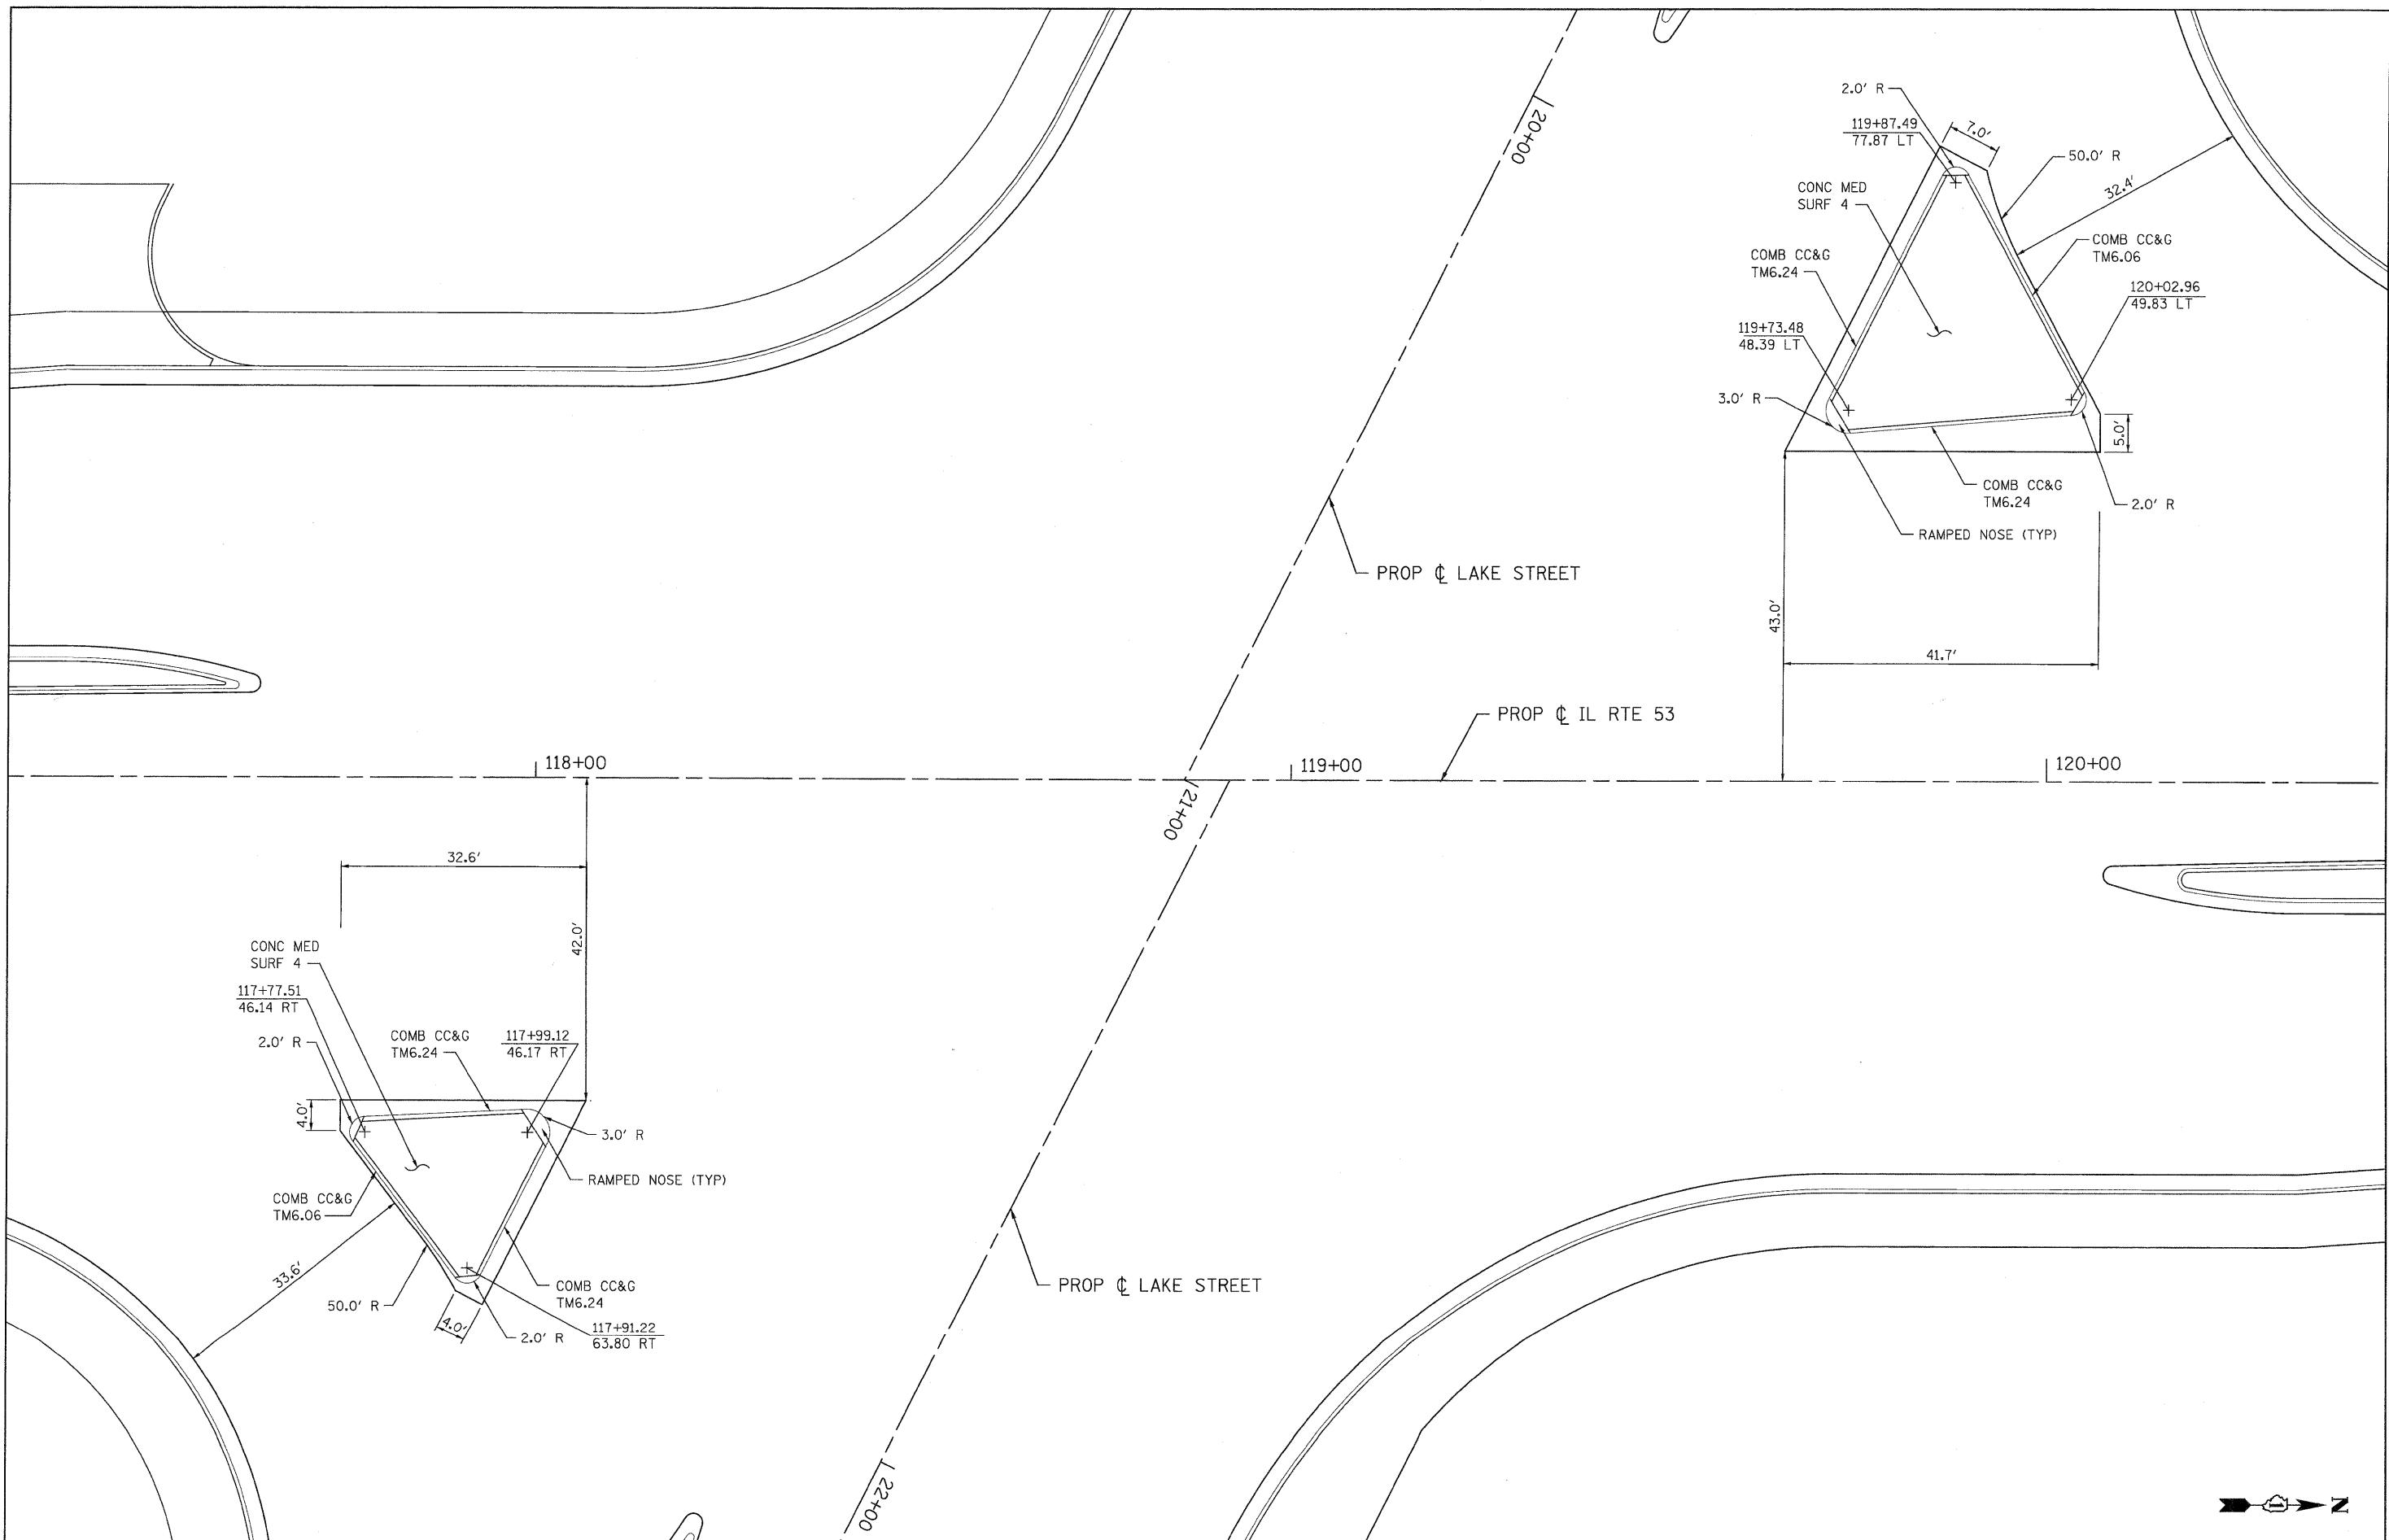 2.0' R
7.0'
119+87.49
77.87 LT
50.0' R
20+00
CONC MED
SURF 4
32.4'
COMB CC&G
TM6.24
COMB CC&G
TM6.06
120+02.96
49.83 LT
119+73.48
48.39 LT
3.0' R
5.0'
COMB CC&G
TM6.24
2.0' R
RAMPED NOSE (TYP)
PROP ℄ LAKE STREET
43.0'
41.7'
PROP ℄ IL RTE 53
118+00
119+00
120+00
21+00
32.6'
42.0'
CONC MED
SURF 4
117+77.51
46.14 RT
COMB CC&G
TM6.24
117+99.12
46.17 RT
2.0' R
4.0'
3.0' R
RAMPED NOSE (TYP)
COMB CC&G
TM6.06
33.6'
PROP ℄ LAKE STREET
COMB CC&G
TM6.24
50.0' R
4.0'
2.0' R
117+91.22
63.80 RT
22+00
N